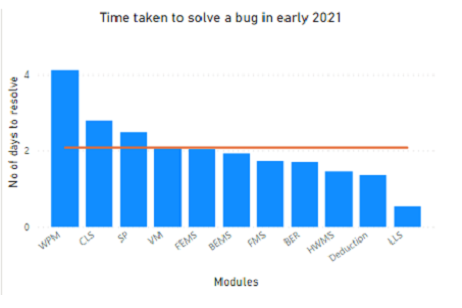 Time taken to solve a bug in early 2021
No of days to resolve
4
2
0
WPM
CLS
SP
VM
FEMS
BEMS
FMS
BER
HWMS
Deduction
LLS
Modules